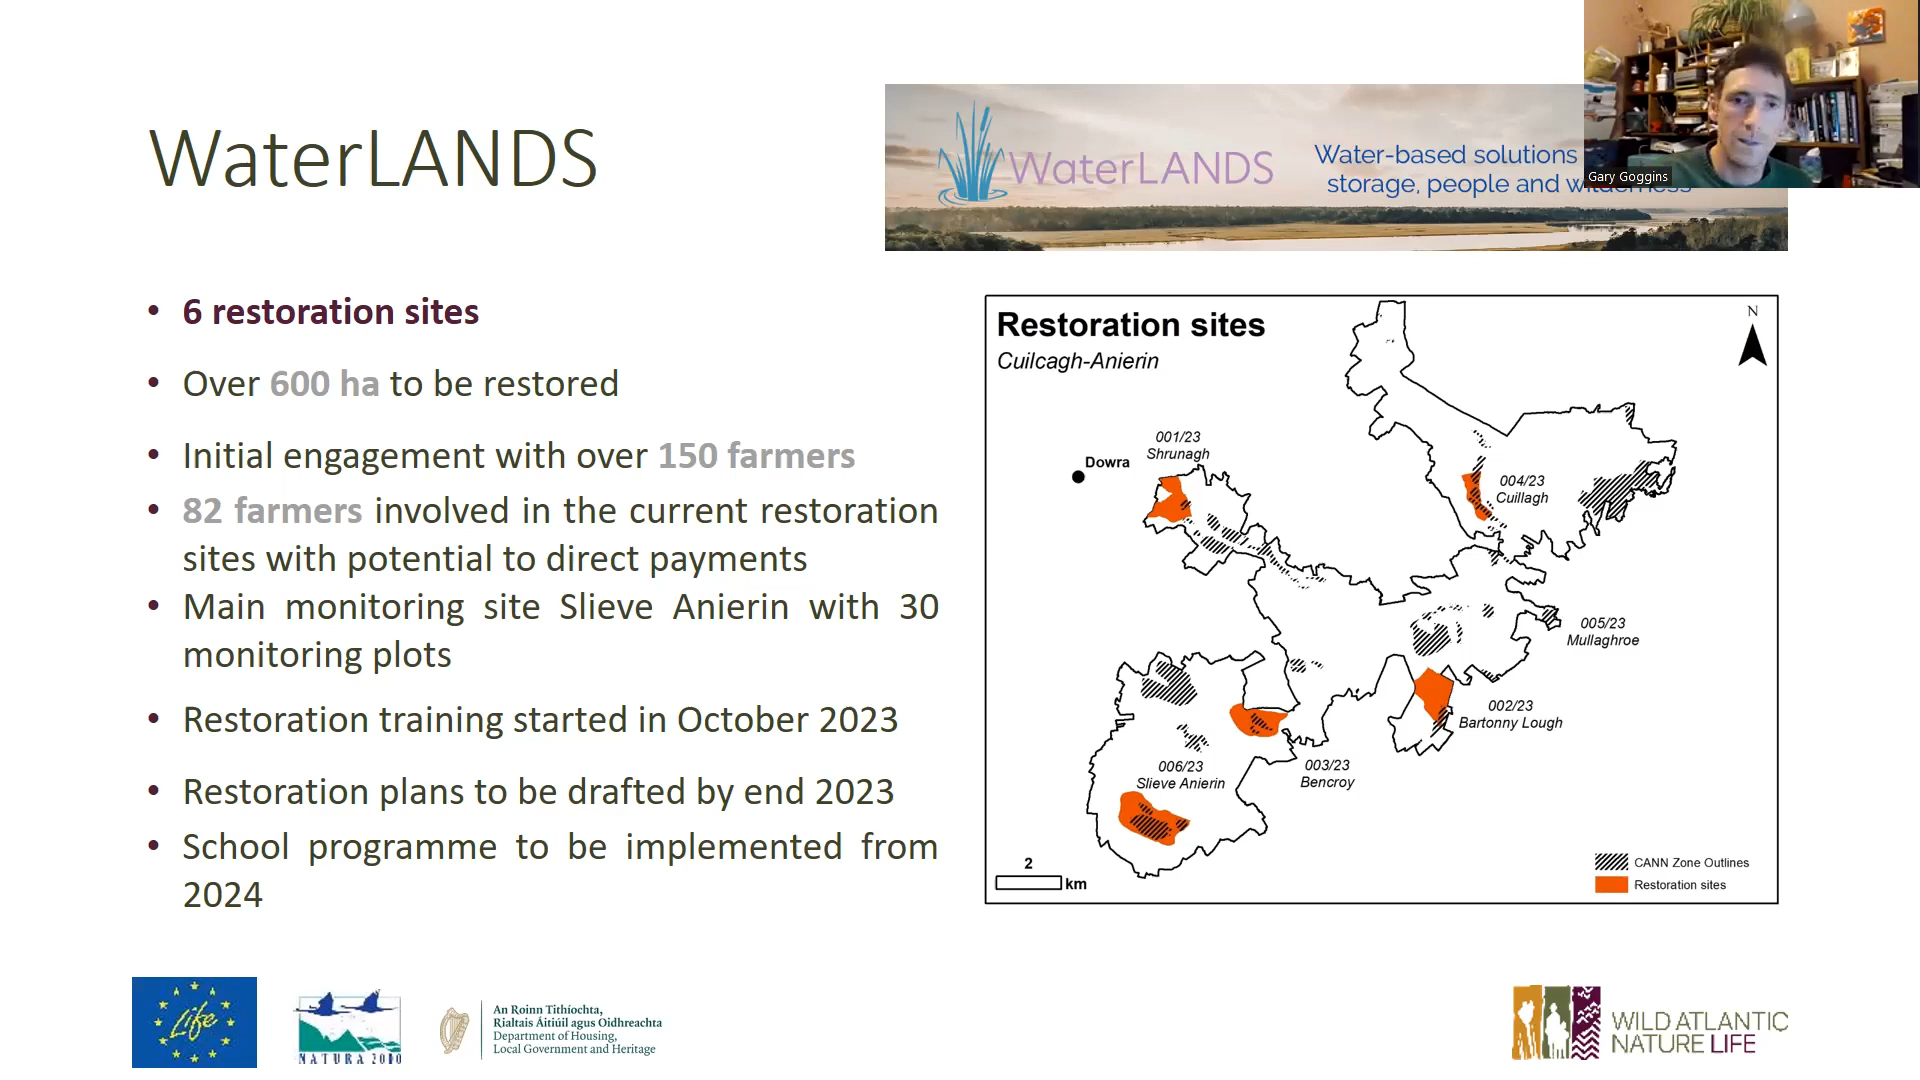 WaterLANDS
WaterLANDS
Water-based solutions
storage, people and wilderness
Gary Goggins
• 6 restoration sites
• Over 600 ha to be restored
• Initial engagement with over 150 farmers
• 82 farmers involved in the current restoration
sites with potential to direct payments
• Main monitoring site Slieve Anierin with 30
monitoring plots
• Restoration training started in October 2023
• Restoration plans to be drafted by end 2023
• School programme to be implemented from
2024
Restoration sites
Cuilcagh-Anierin
N
001/23
Shrunagh
Dowra
004/23
Cuillagh
005/23
Mullaghroe
002/23
Bartonny Lough
003/23
Bencroy
006/23
Slieve Anierin
2
km
CANN Zone Outlines
Restoration sites
Life
NATURA 2000
An Roinn Tithíochta,
Rialtais Áitiúil agus Oidhreachta
Department of Housing,
Local Government and Heritage
WILD ATLANTIC
NATURE LIFE